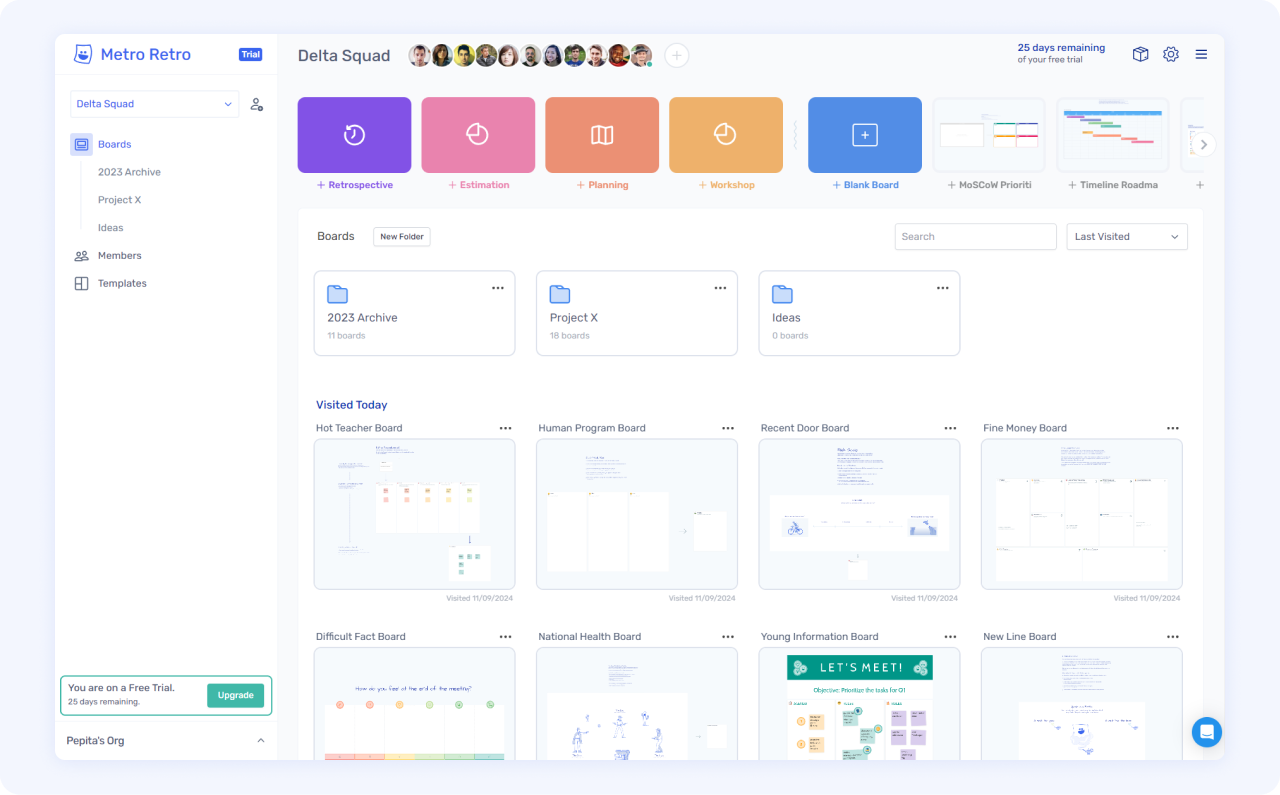 Metro Retro
Trial
Delta Squad
Boards
2023 Archive
Project X
Ideas
Members
Templates
You are on a Free Trial.
25 days remaining.
Upgrade
Pepita's Org
Delta Squad
25 days remaining
of your free trial
+ Retrospective
+ Estimation
+ Planning
+ Workshop
+ Blank Board
+ MoSCoW Prioriti
+ Timeline Roadma
+
Boards
New Folder
Search
Last Visited
2023 Archive
11 boards
Project X
18 boards
Ideas
0 boards
Visited Today
Hot Teacher Board
Human Program Board
Recent Door Board
Fine Money Board
Visited 11/09/2024
Visited 11/09/2024
Visited 11/09/2024
Visited 11/09/2024
Difficult Fact Board
National Health Board
Young Information Board
New Line Board
How do you feel at the end of the meeting?
LET'S MEET!
Objective: Prioritize the tasks for Q1